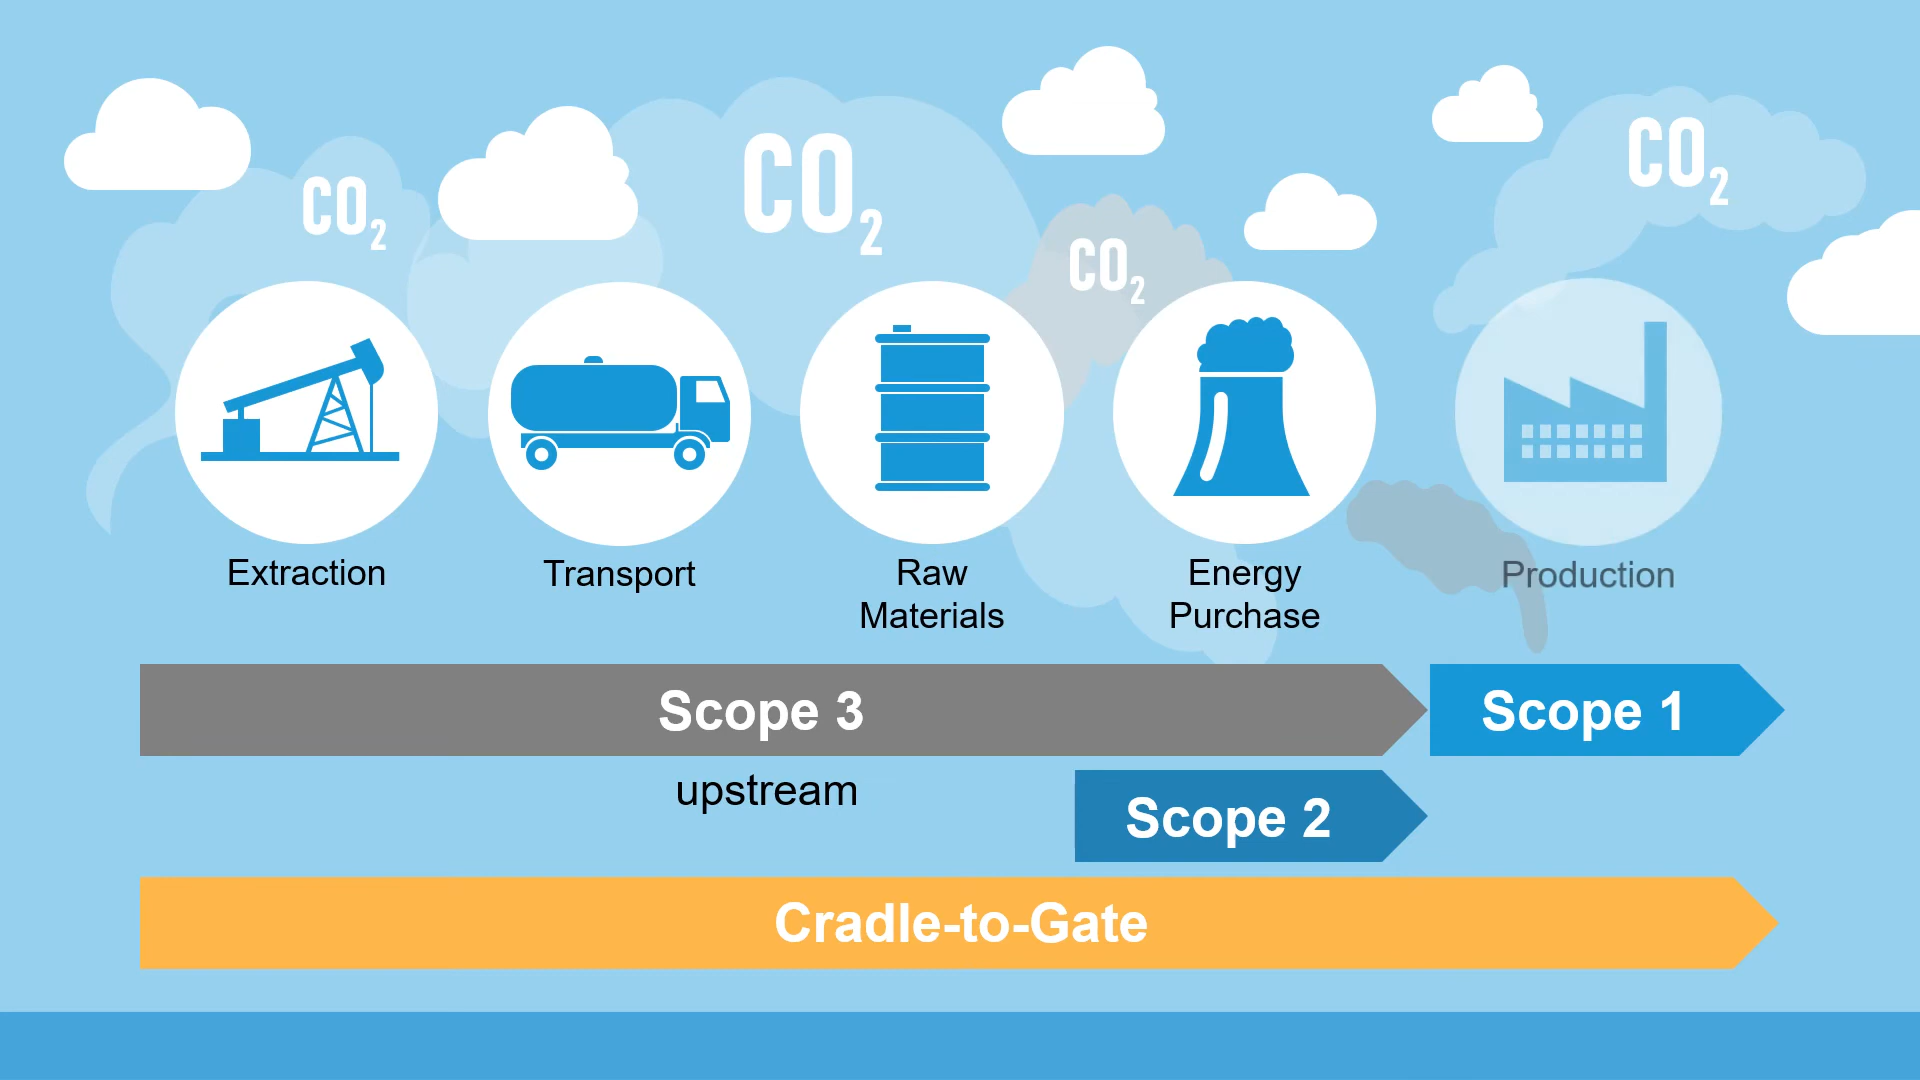 CO₂
CO₂
CO₂
CO₂
Extraction
Transport
Raw
Materials
Energy
Purchase
Production
Scope 3
Scope 1
upstream
Scope 2
Cradle-to-Gate